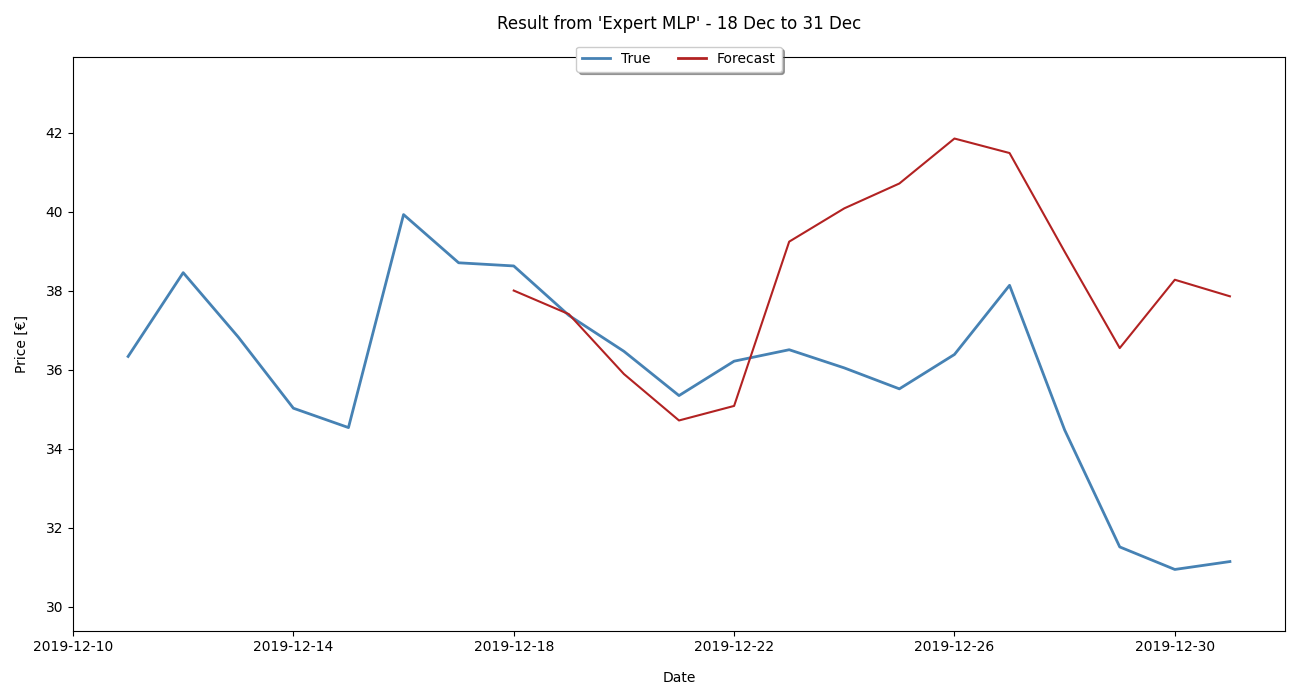 Result from 'Expert MLP' - 18 Dec to 31 Dec
True Forecast
Price [€]
42
40
38
36
34
32
30
2019-12-10 2019-12-14 2019-12-18 2019-12-22 2019-12-26 2019-12-30
Date